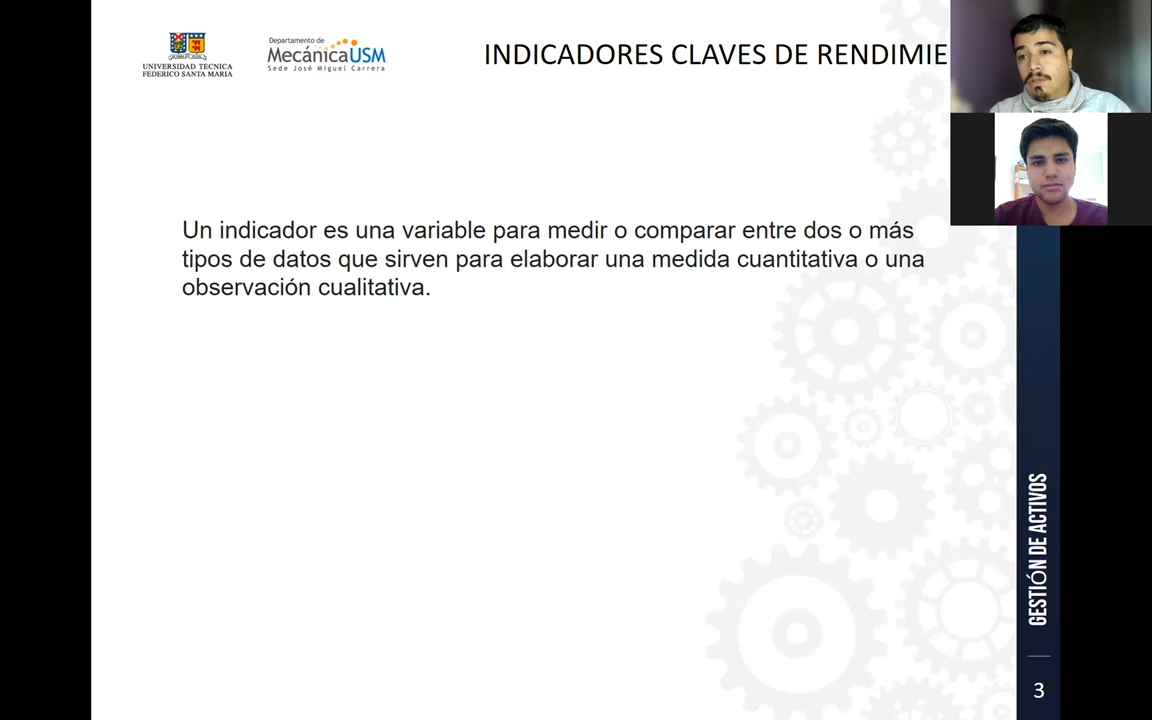 UNIVERSIDAD TECNICA
FEDERICO SANTA MARIA
Departamento de
MecánicaUSM
Sede José Miguel Carrera
INDICADORES CLAVES DE RENDIMIE
Un indicador es una variable para medir o comparar entre dos o más
tipos de datos que sirven para elaborar una medida cuantitativa o una
observación cualitativa.
GESTIÓN DE ACTIVOS
3